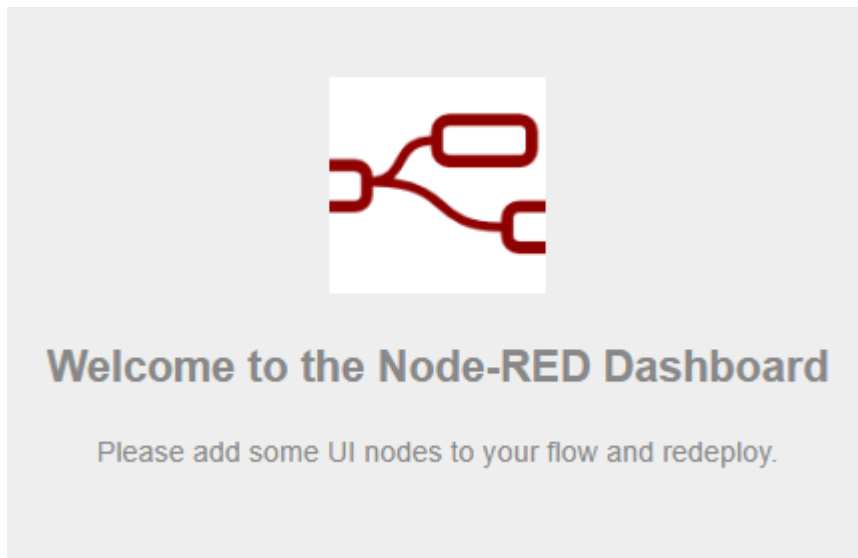 Welcome to the Node-RED Dashboard
Please add some UI nodes to your flow and redeploy.